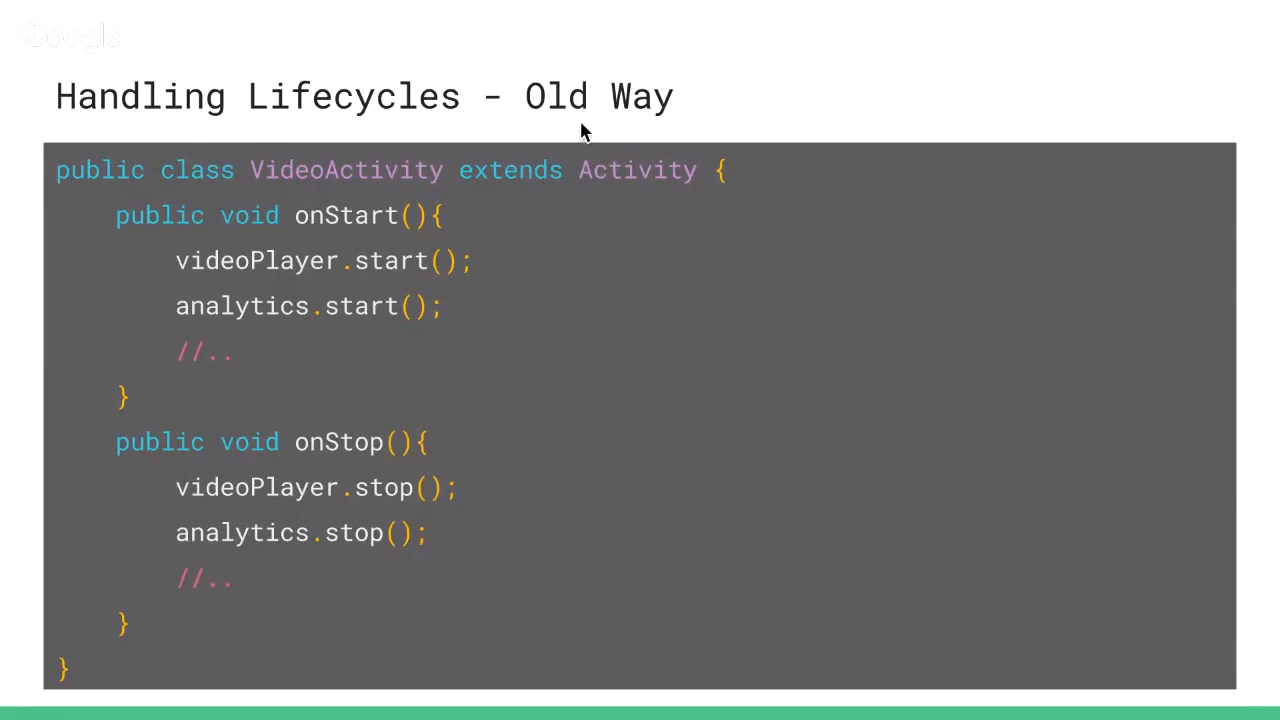 Google
Handling Lifecycles - Old Way
public class VideoActivity extends Activity {
public void onStart(){
videoPlayer.start();
analytics.start();
//..
}
public void onStop(){
videoPlayer.stop();
analytics.stop();
//..
}
}